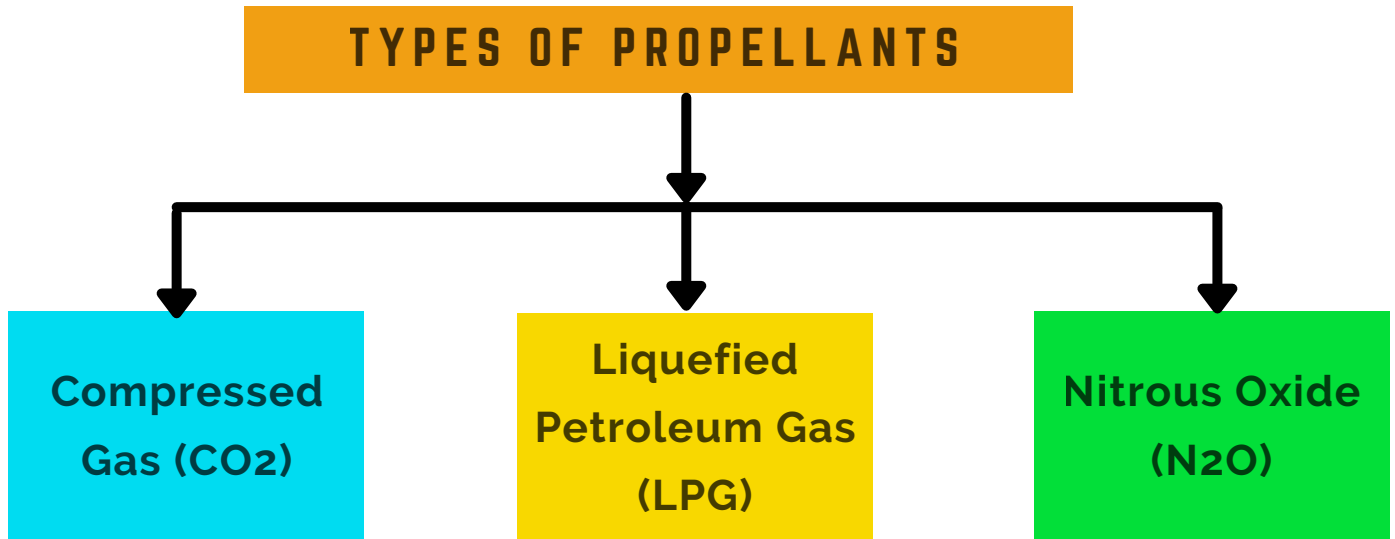 TYPES OF PROPELLANTS
Compressed
Gas (CO2)
Liquefied
Petroleum Gas
(LPG)
Nitrous Oxide
(N2O)